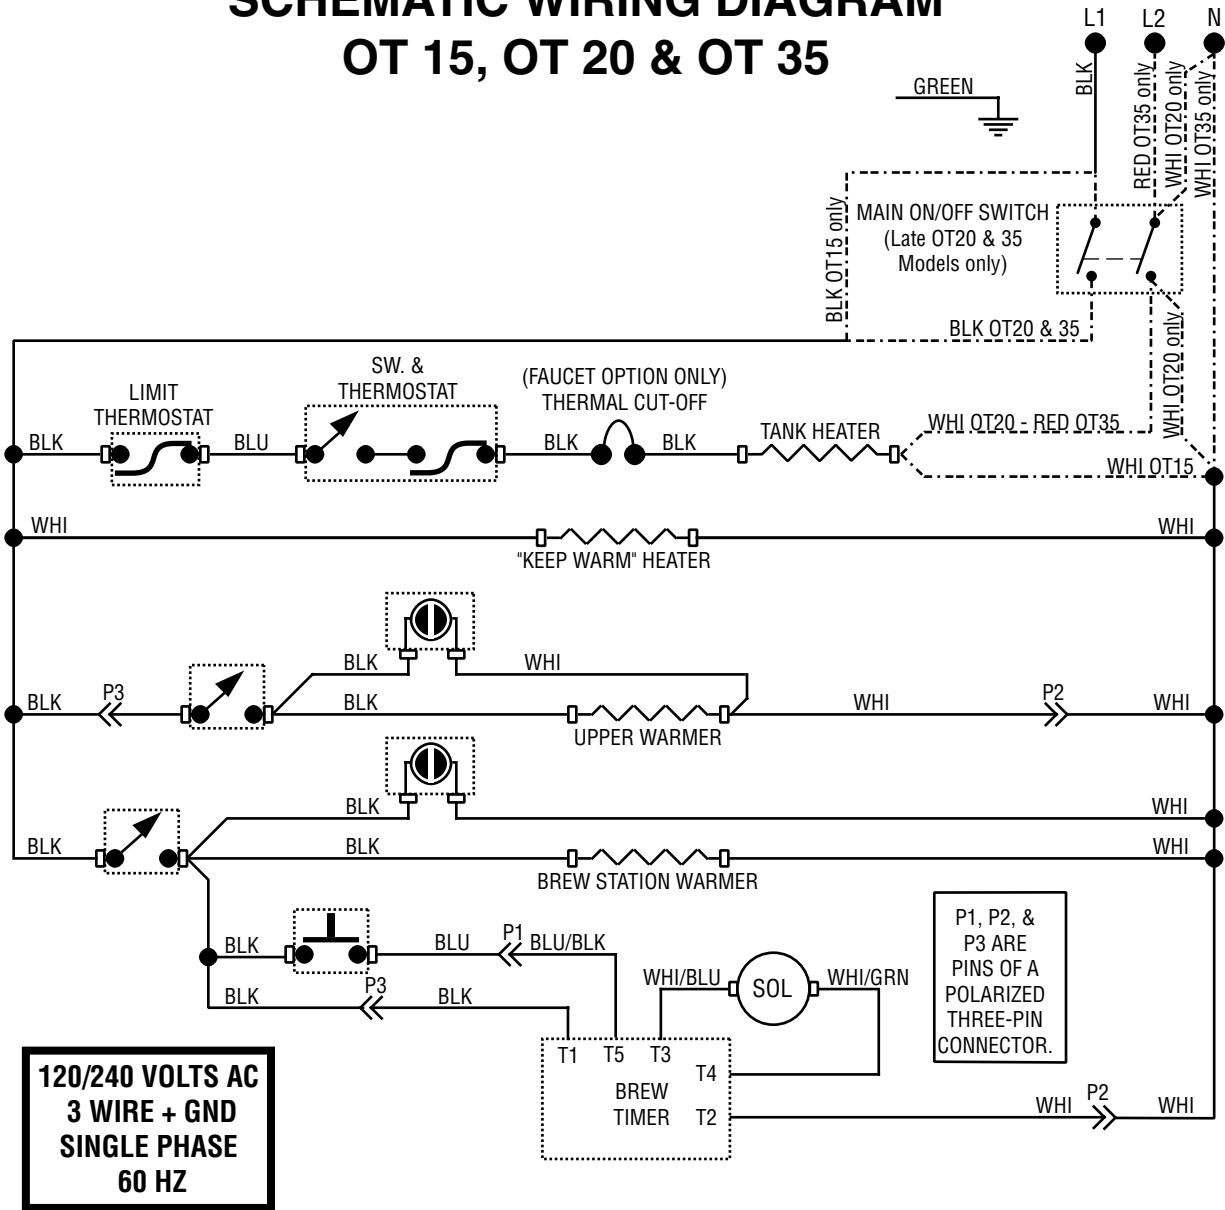 SCHEMATIC WIRING DIAGRAM
OT 15, OT 20 & OT 35
L1
L2
N
BLK
RED OT35 only
WHI OT20 only
WHI OT35 only
GREEN
BLK OT15 only
MAIN ON/OFF SWITCH
(Late OT20 & 35
Models only)
BLK OT20 & 35
WHI OT20 only
LIMIT
THERMOSTAT
SW. &
THERMOSTAT
(FAUCET OPTION ONLY)
THERMAL CUT-OFF
TANK HEATER
WHI OT20 - RED OT35
BLK
BLU
BLK
BLK
WHI OT15
WHI
WHI
"KEEP WARM" HEATER
BLK
WHI
BLK
P3
BLK
WHI
P2
WHI
UPPER WARMER
BLK
WHI
BLK
BLK
WHI
BREW STATION WARMER
BLK
BLU
P1
BLU/BLK
BLK
P3
BLK
WHI/BLU
SOL
WHI/GRN
P1, P2, &
P3 ARE
PINS OF A
POLARIZED
THREE-PIN
CONNECTOR.
T1
T5
T3
T4
BREW
TIMER
T2
WHI
P2
WHI
120/240 VOLTS AC
3 WIRE + GND
SINGLE PHASE
60 HZ